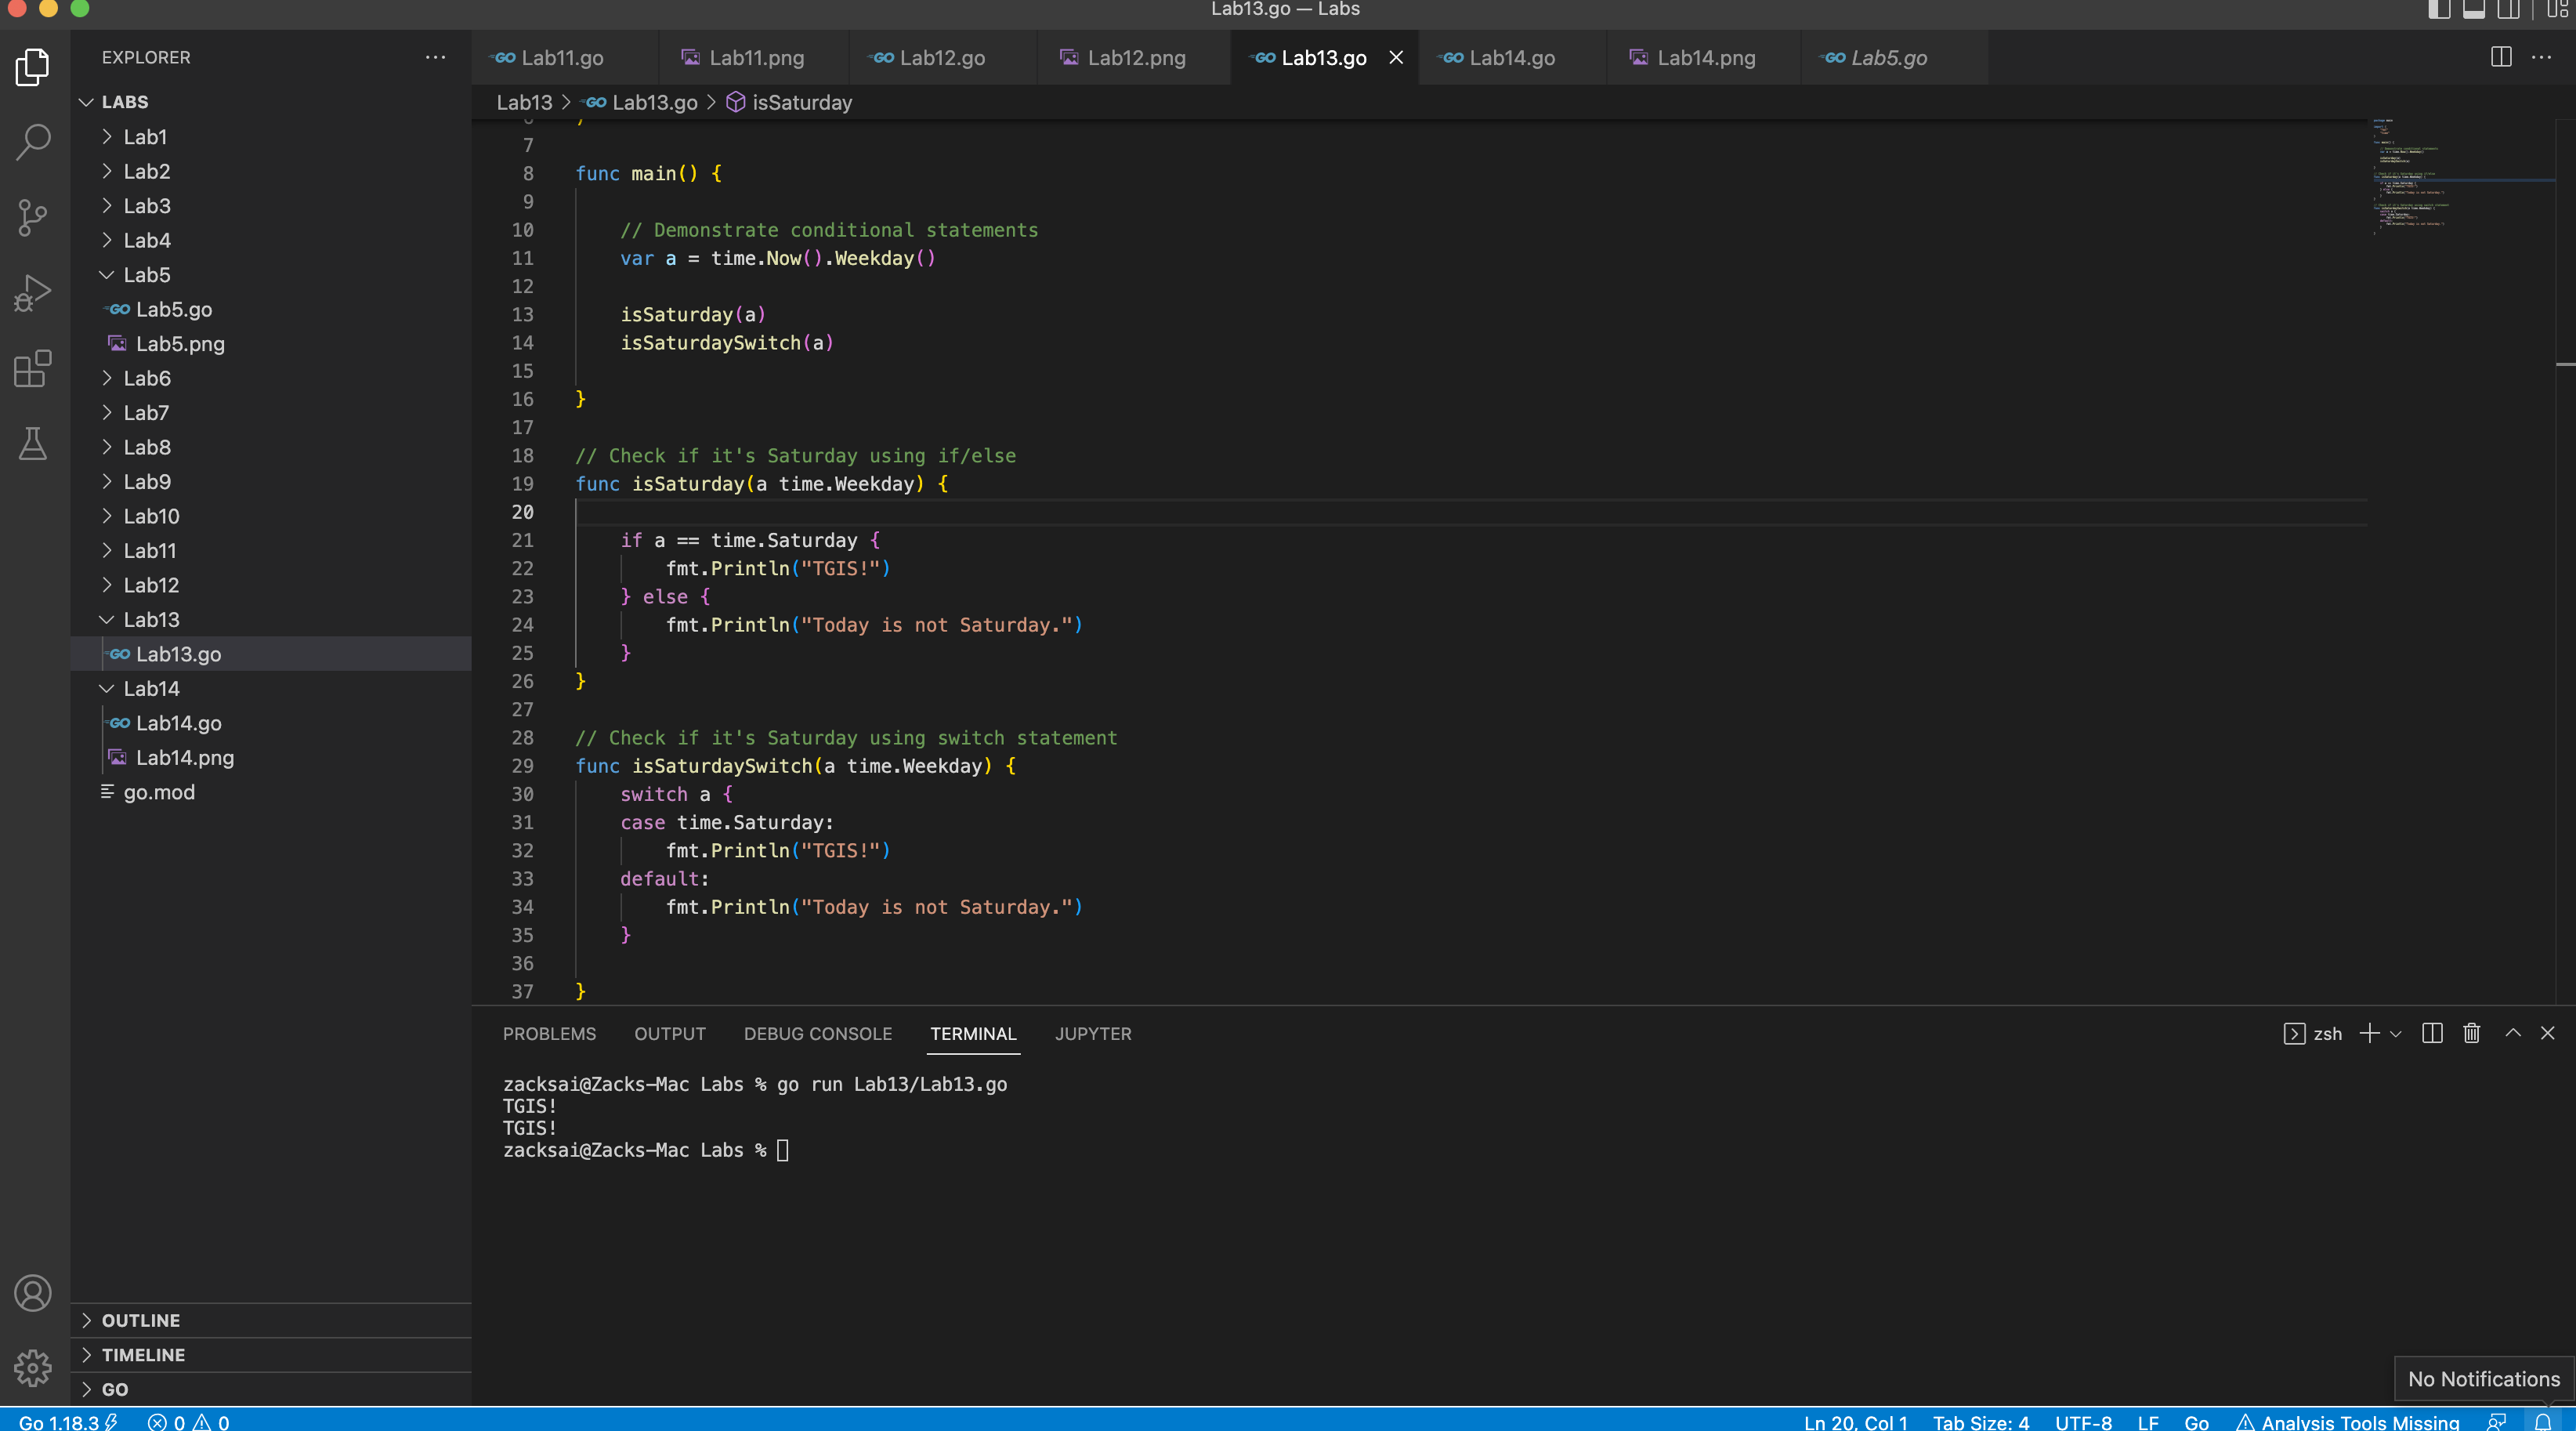 Lab13.go — Labs
EXPLORER
LABS
Lab1
Lab2
Lab3
Lab4
Lab5
Lab5.go
Lab5.png
Lab6
Lab7
Lab8
Lab9
Lab10
Lab11
Lab12
Lab13
Lab13.go
Lab14
Lab14.go
Lab14.png
go.mod
OUTLINE
TIMELINE
GO
Lab11.go Lab11.png Lab12.go Lab12.png Lab13.go Lab14.go Lab14.png Lab5.go
Lab13 > Lab13.go > isSaturday
7
8 func main() {
9
10 // Demonstrate conditional statements
11 var a = time.Now().Weekday()
12
13 isSaturday(a)
14 isSaturdaySwitch(a)
15
16 }
17
18 // Check if it's Saturday using if/else
19 func isSaturday(a time.Weekday) {
20
21 if a == time.Saturday {
22 fmt.Println("TGIS!")
23 } else {
24 fmt.Println("Today is not Saturday.")
25 }
26 }
27
28 // Check if it's Saturday using switch statement
29 func isSaturdaySwitch(a time.Weekday) {
30 switch a {
31 case time.Saturday:
32 fmt.Println("TGIS!")
33 default:
34 fmt.Println("Today is not Saturday.")
35 }
36
37 }
PROBLEMS OUTPUT DEBUG CONSOLE TERMINAL JUPYTER zsh
zacksai@Zacks-Mac Labs % go run Lab13/Lab13.go
TGIS!
TGIS!
zacksai@Zacks-Mac Labs %
No Notifications
Go 1.18.3 0 0 Ln 20, Col 1 Tab Size: 4 UTF-8 LF Go Analysis Tools Missing